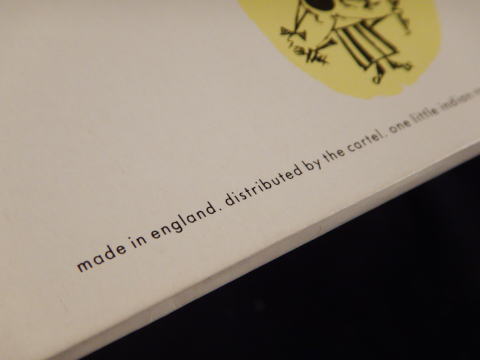 made in england. distributed by the cartel. one little indian